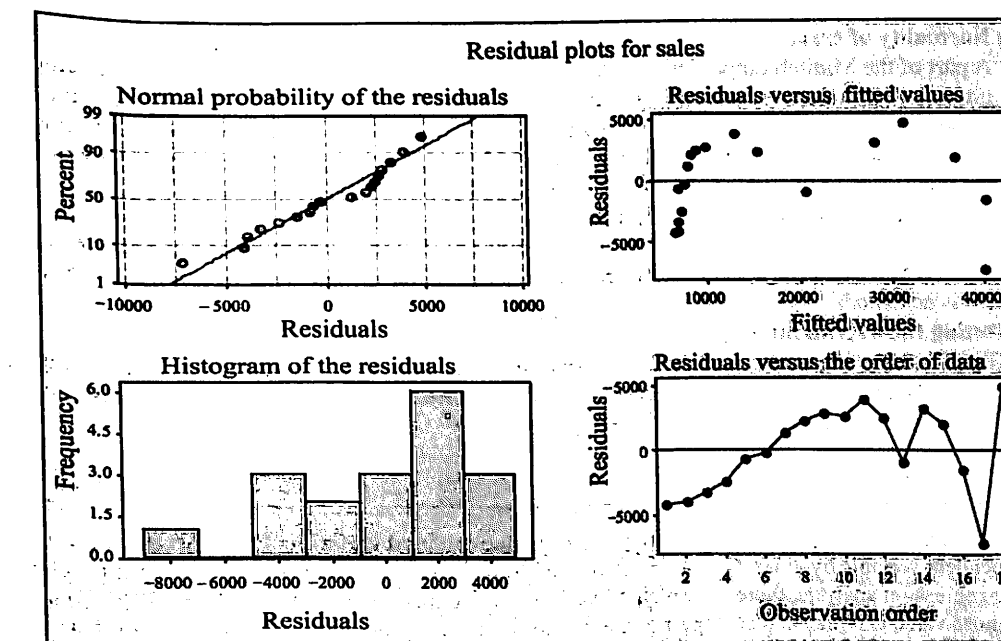 Residual plots for sales
Normal probability of the residuals
99
90
50
10
1
Percent
-10000 -5000 0 5000 10000
Residuals
Residuals versus fitted values
5000
0
-5000
Residuals
10000 20000 30000 40000
Fitted values
Histogram of the residuals
6.0
4.5
3.0
1.5
0.0
Frequency
-8000 -6000 -4000 -2000 0 2000 4000
Residuals
Residuals versus the order of data
-5000
0
-5000
Residuals
2 4 6 8 10 12 14 16
Observation order